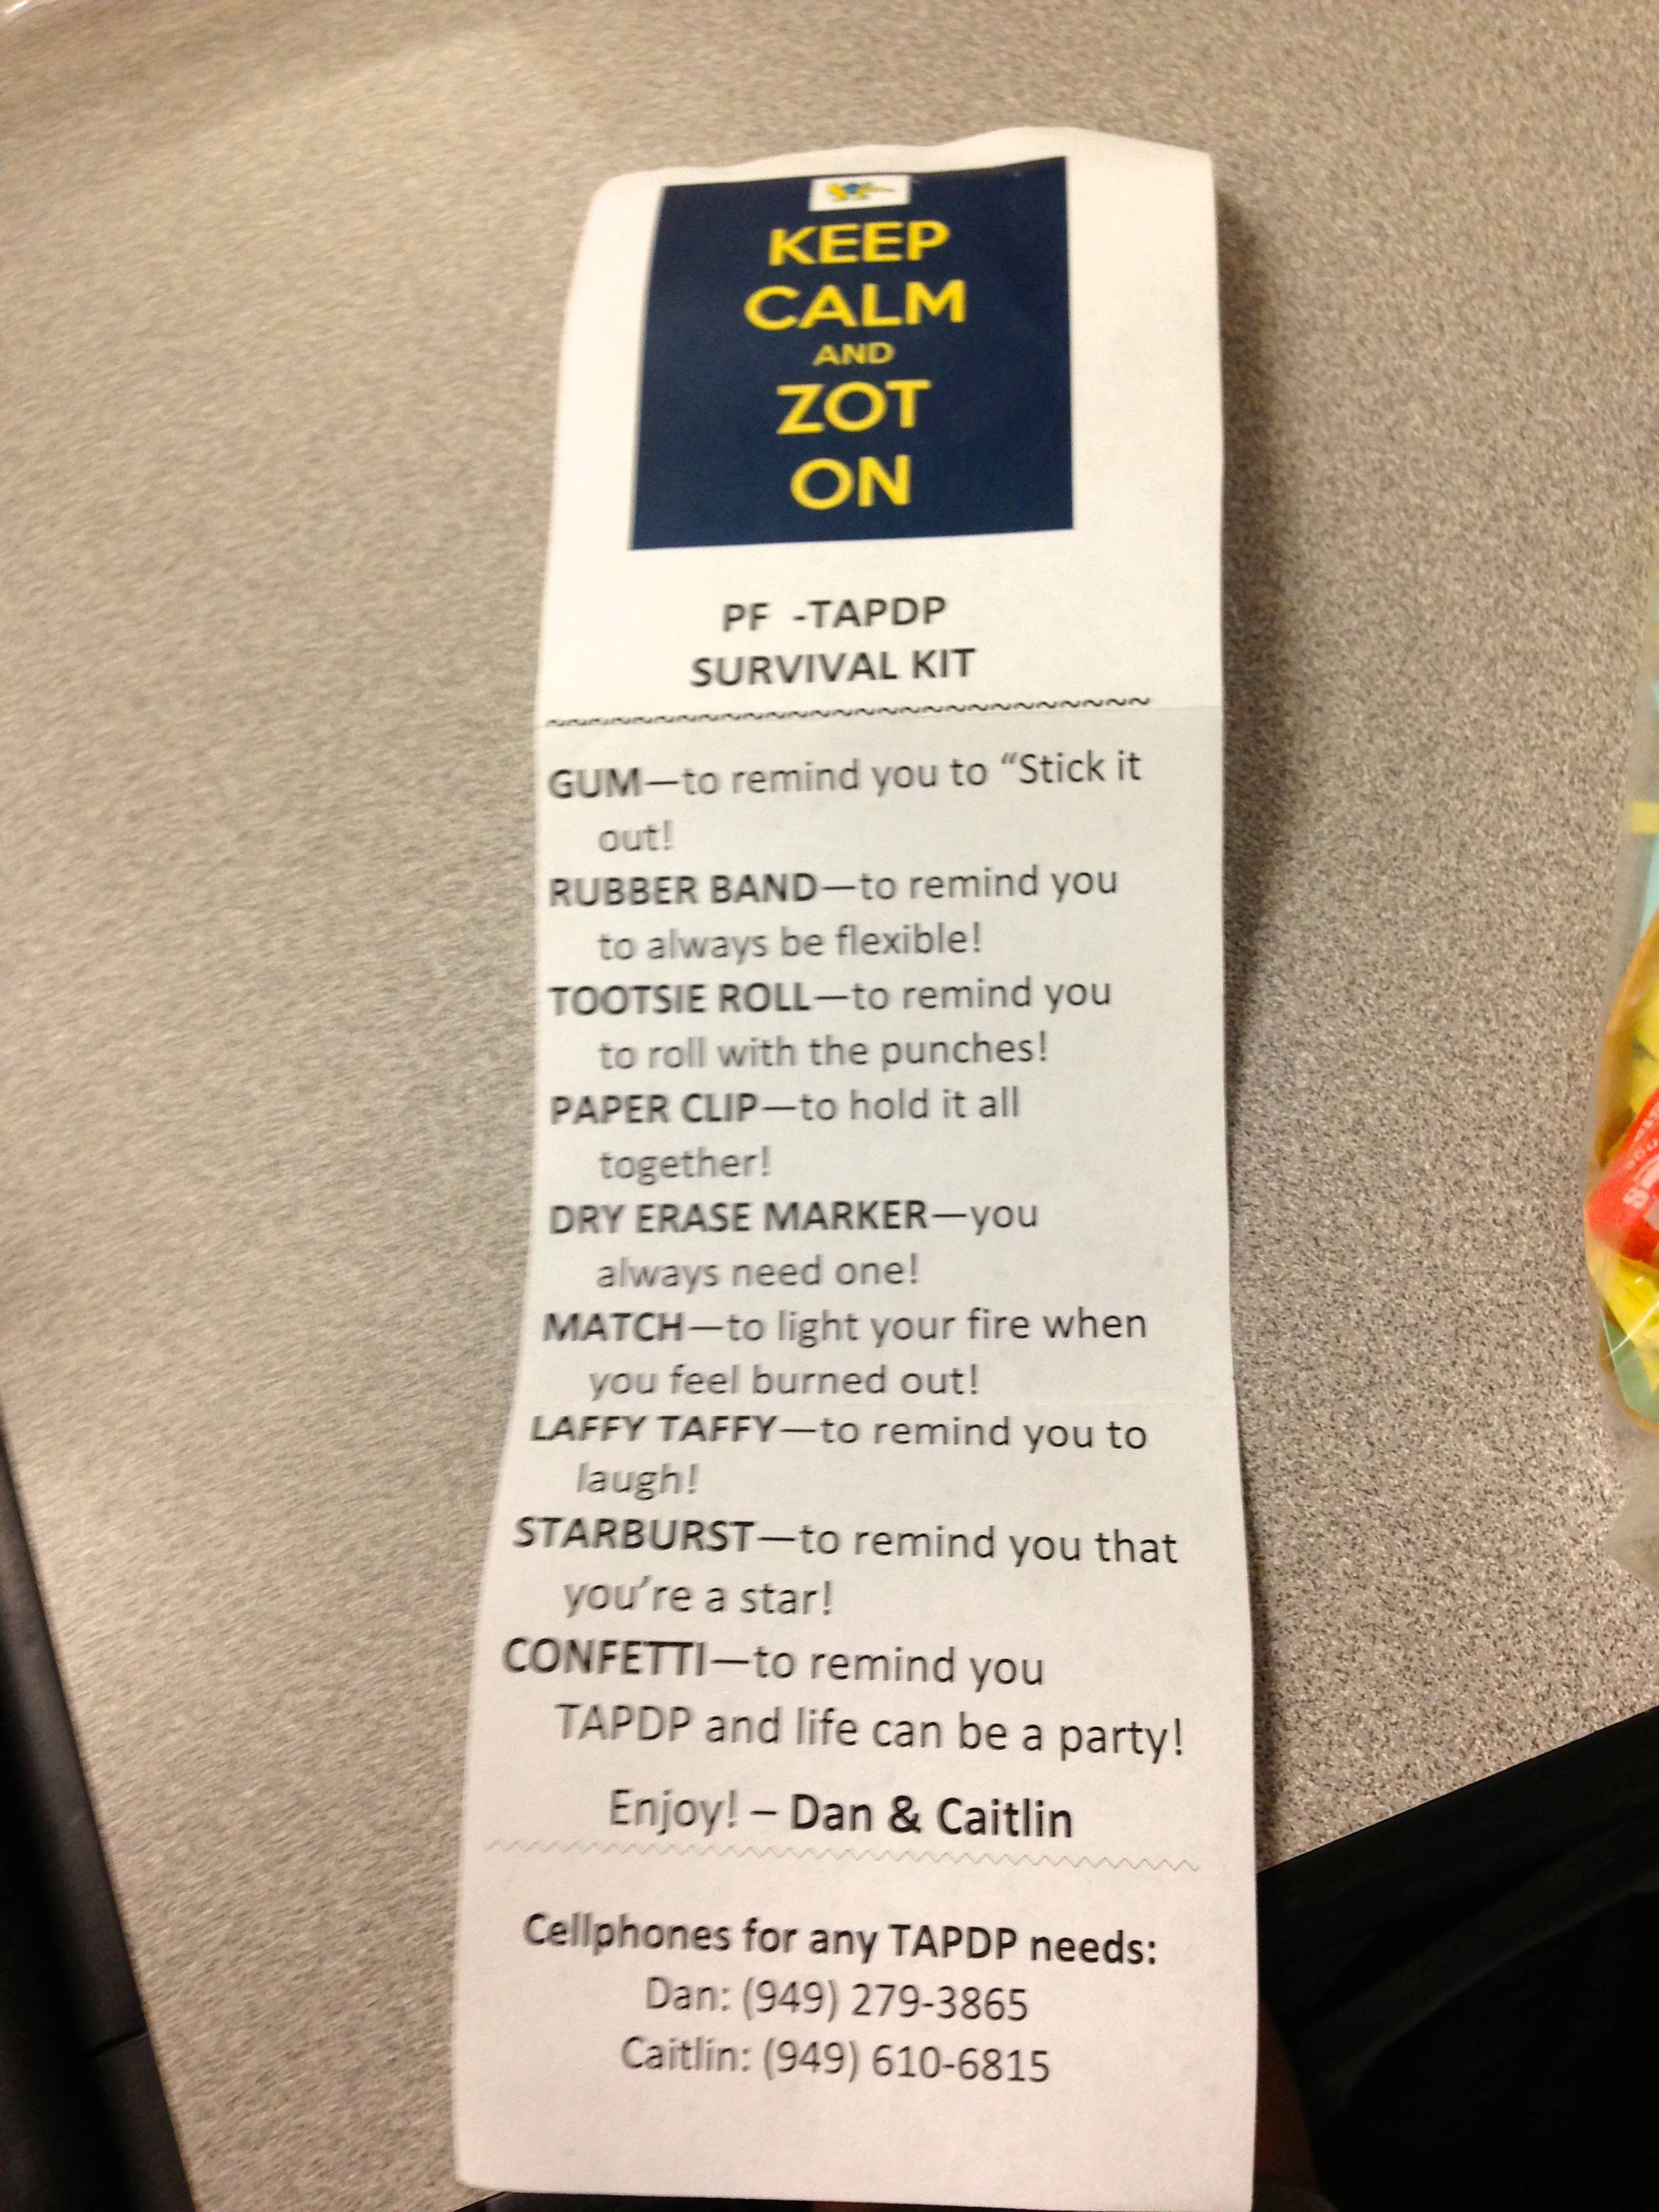 KEEP
CALM
AND
ZOT
ON
PF -TAPDP
SURVIVAL KIT
~~~~~~~~~~~~~~~~~~~~~~~~~~~~
GUM—to remind you to “Stick it
out!
RUBBER BAND—to remind you
to always be flexible!
TOOTSIE ROLL—to remind you
to roll with the punches!
PAPER CLIP—to hold it all
together!
DRY ERASE MARKER—you
always need one!
MATCH—to light your fire when
you feel burned out!
LAFFY TAFFY—to remind you to
laugh!
STARBURST—to remind you that
you’re a star!
CONFETTI—to remind you
TAPDP and life can be a party!
Enjoy! – Dan & Caitlin
Cellphones for any TAPDP needs:
Dan: (949) 279-3865
Caitlin: (949) 610-6815